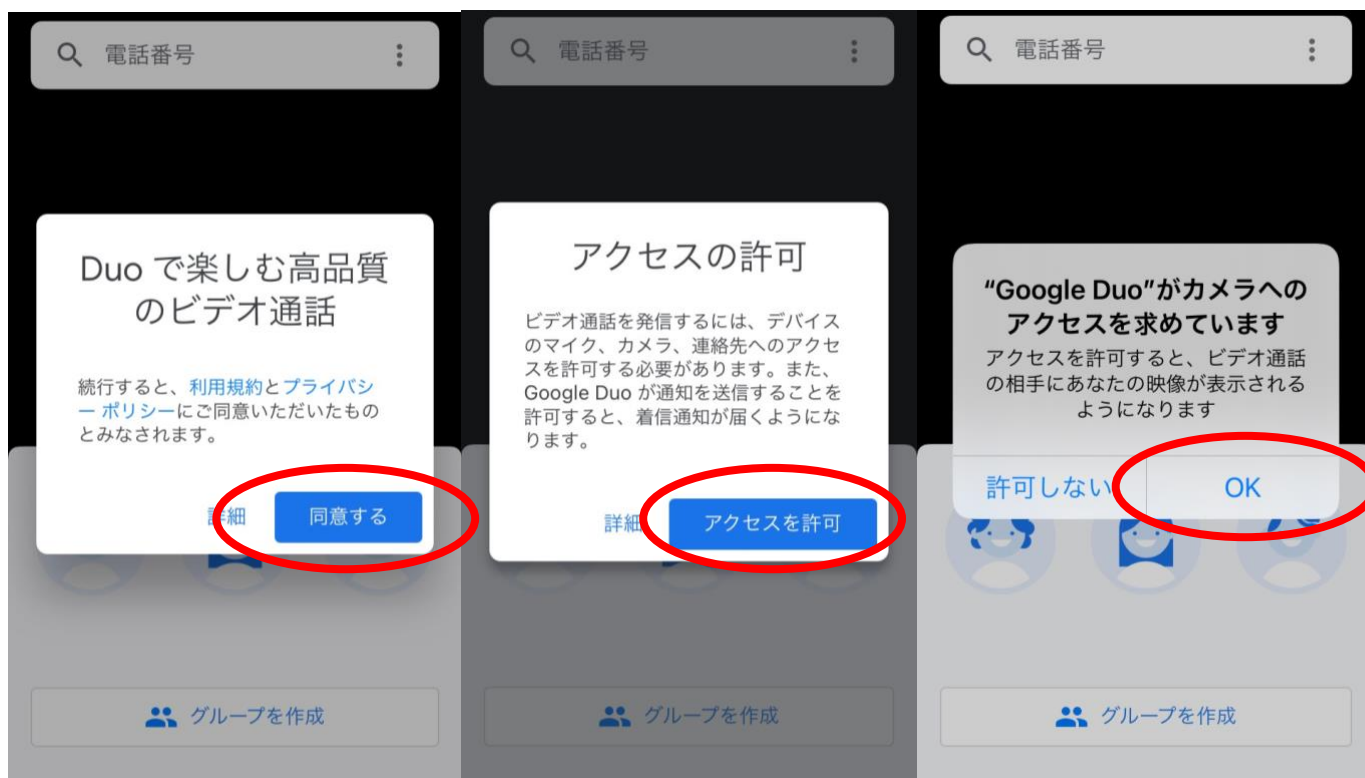 電話番号
Duo で楽しむ高品質
のビデオ通話
続行すると、利用規約とプライバシ
ー ポリシーにご同意いただいたもの
とみなされます。
詳細
同意する
グループを作成
電話番号
アクセスの許可
ビデオ通話を発信するには、デバイス
のマイク、カメラ、連絡先へのアクセ
スを許可する必要があります。また、
Google Duo が通知を送信することを
許可すると、着信通知が届くようにな
ります。
詳細
アクセスを許可
グループを作成
電話番号
“Google Duo”がカメラへの
アクセスを求めています
アクセスを許可すると、ビデオ通話
の相手にあなたの映像が表示される
ようになります
許可しない
OK
グループを作成